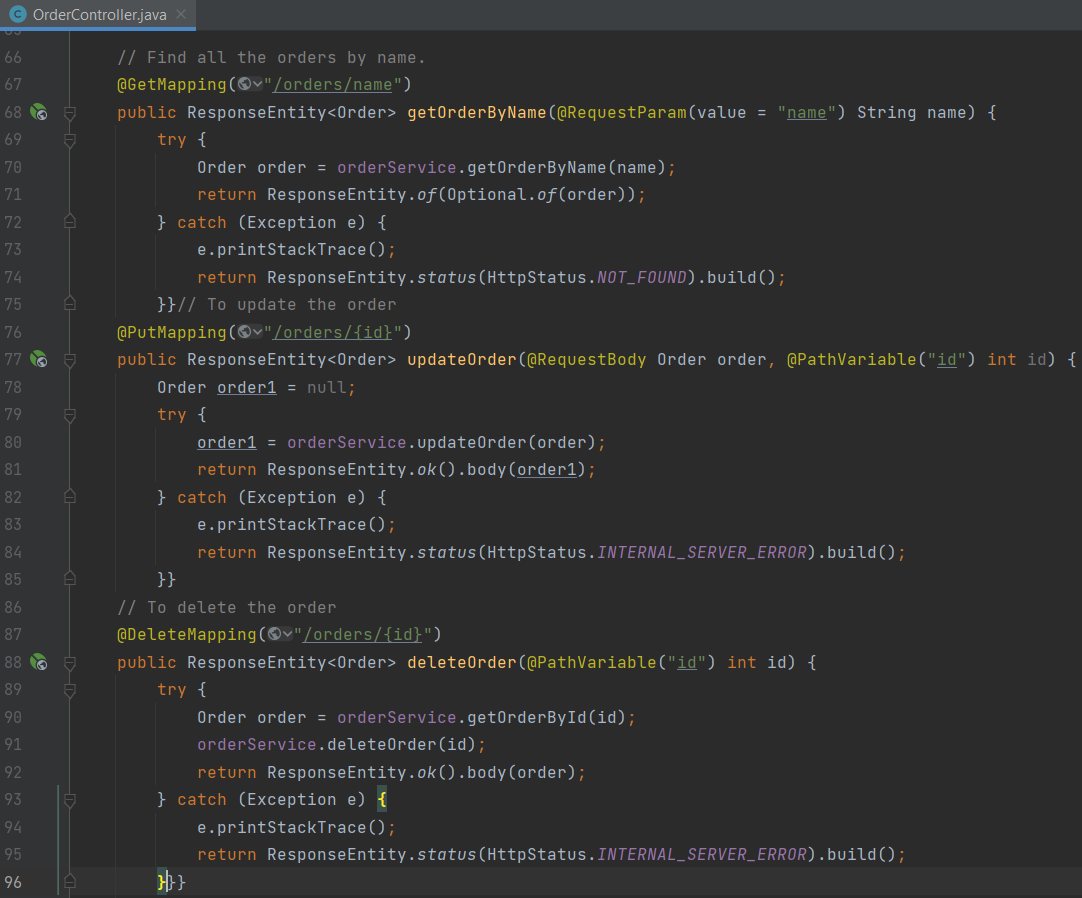 OrderController.java
66 // Find all the orders by name.
67 @GetMapping("/orders/name")
68 public ResponseEntity<Order> getOrderByName(@RequestParam(value = "name") String name) {
69 try {
70 Order order = orderService.getOrderByName(name);
71 return ResponseEntity.of(Optional.of(order));
72 } catch (Exception e) {
73 e.printStackTrace();
74 return ResponseEntity.status(HttpStatus.NOT_FOUND).build();
75 }}// To update the order
76 @PutMapping("/orders/{id}")
77 public ResponseEntity<Order> updateOrder(@RequestBody Order order, @PathVariable("id") int id) {
78 Order order1 = null;
79 try {
80 order1 = orderService.updateOrder(order);
81 return ResponseEntity.ok().body(order1);
82 } catch (Exception e) {
83 e.printStackTrace();
84 return ResponseEntity.status(HttpStatus.INTERNAL_SERVER_ERROR).build();
85 }}
86 // To delete the order
87 @DeleteMapping("/orders/{id}")
88 public ResponseEntity<Order> deleteOrder(@PathVariable("id") int id) {
89 try {
90 Order order = orderService.getOrderById(id);
91 orderService.deleteOrder(id);
92 return ResponseEntity.ok().body(order);
93 } catch (Exception e) {
94 e.printStackTrace();
95 return ResponseEntity.status(HttpStatus.INTERNAL_SERVER_ERROR).build();
96 }}}